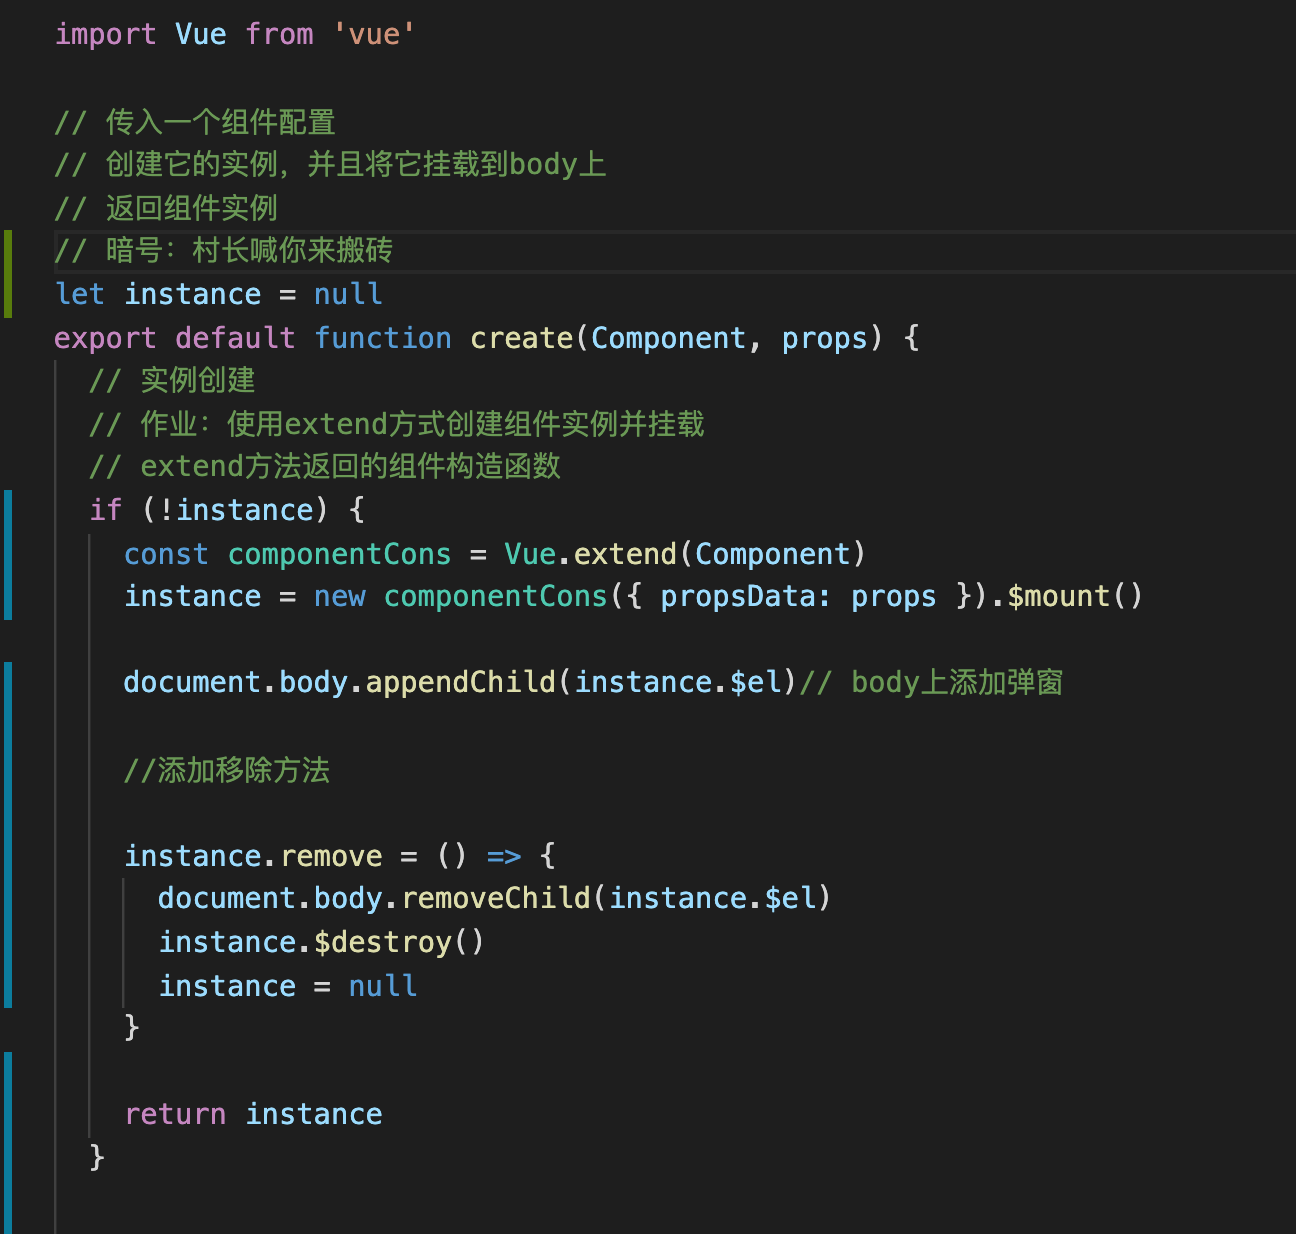 import Vue from 'vue'
// 传入一个组件配置
// 创建它的实例，并且将它挂载到body上
// 返回组件实例
// 暗号：村长喊你来搬砖
let instance = null
export default function create(Component, props) {
// 实例创建
// 作业：使用extend方式创建组件实例并挂载
// extend方法返回的组件构造函数
if (!instance) {
const componentCons = Vue.extend(Component)
instance = new componentCons({ propsData: props }).$mount()
document.body.appendChild(instance.$el)// body上添加弹窗
//添加移除方法
instance.remove = () => {
document.body.removeChild(instance.$el)
instance.$destroy()
instance = null
}
return instance
}